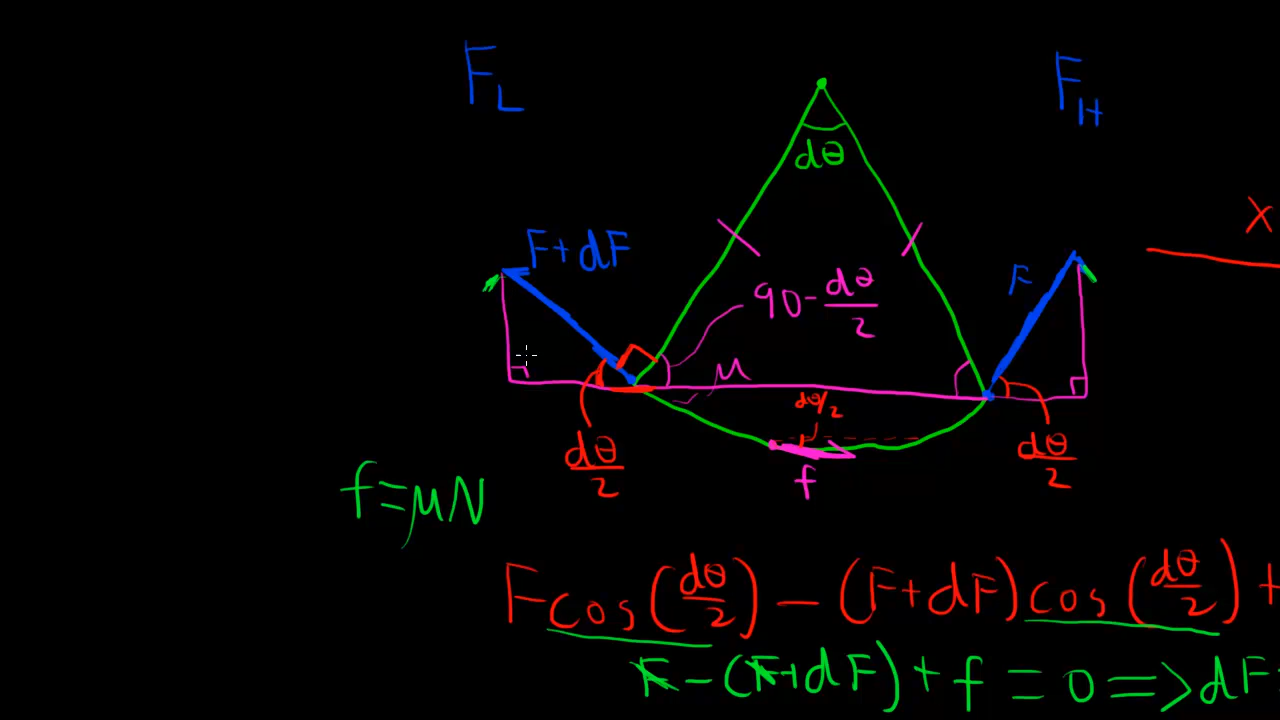 F_L
F_H
dθ
X
F+dF
F
90 - dθ/2
μ
dθ/2
dθ/2
dθ/2
f
f=μN
Fcos(dθ/2) - (F+dF)cos(dθ/2) +
F - (F+dF) + f = 0 => dF=